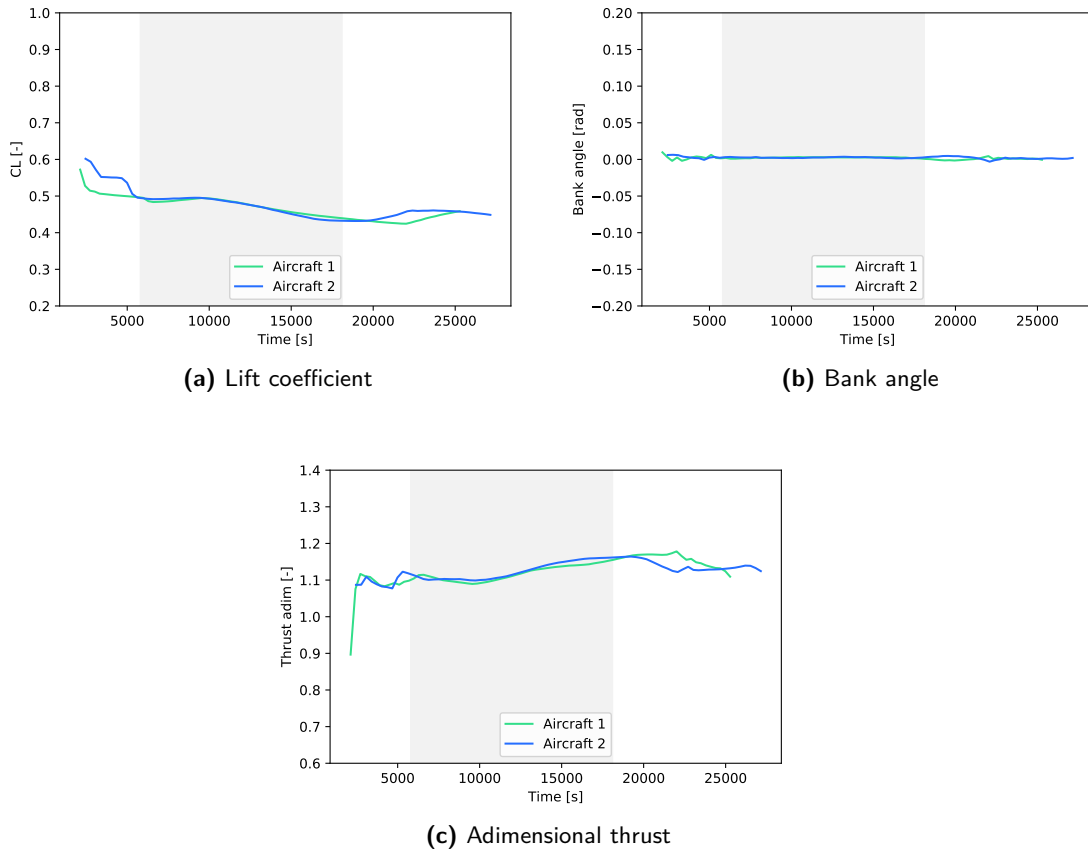 1.0
0.9
0.8
0.7
0.6
0.5
0.4
0.3
0.2
CL [-]
Aircraft 1
Aircraft 2
5000 10000 15000 20000 25000
Time [s]
(a) Lift coefficient
0.20
0.15
0.10
0.05
0.00
−0.05
−0.10
−0.15
−0.20
Bank angle [rad]
Aircraft 1
Aircraft 2
5000 10000 15000 20000 25000
Time [s]
(b) Bank angle
1.4
1.3
1.2
1.1
1.0
0.9
0.8
0.7
0.6
Thrust adim [-]
Aircraft 1
Aircraft 2
5000 10000 15000 20000 25000
Time [s]
(c) Adimensional thrust